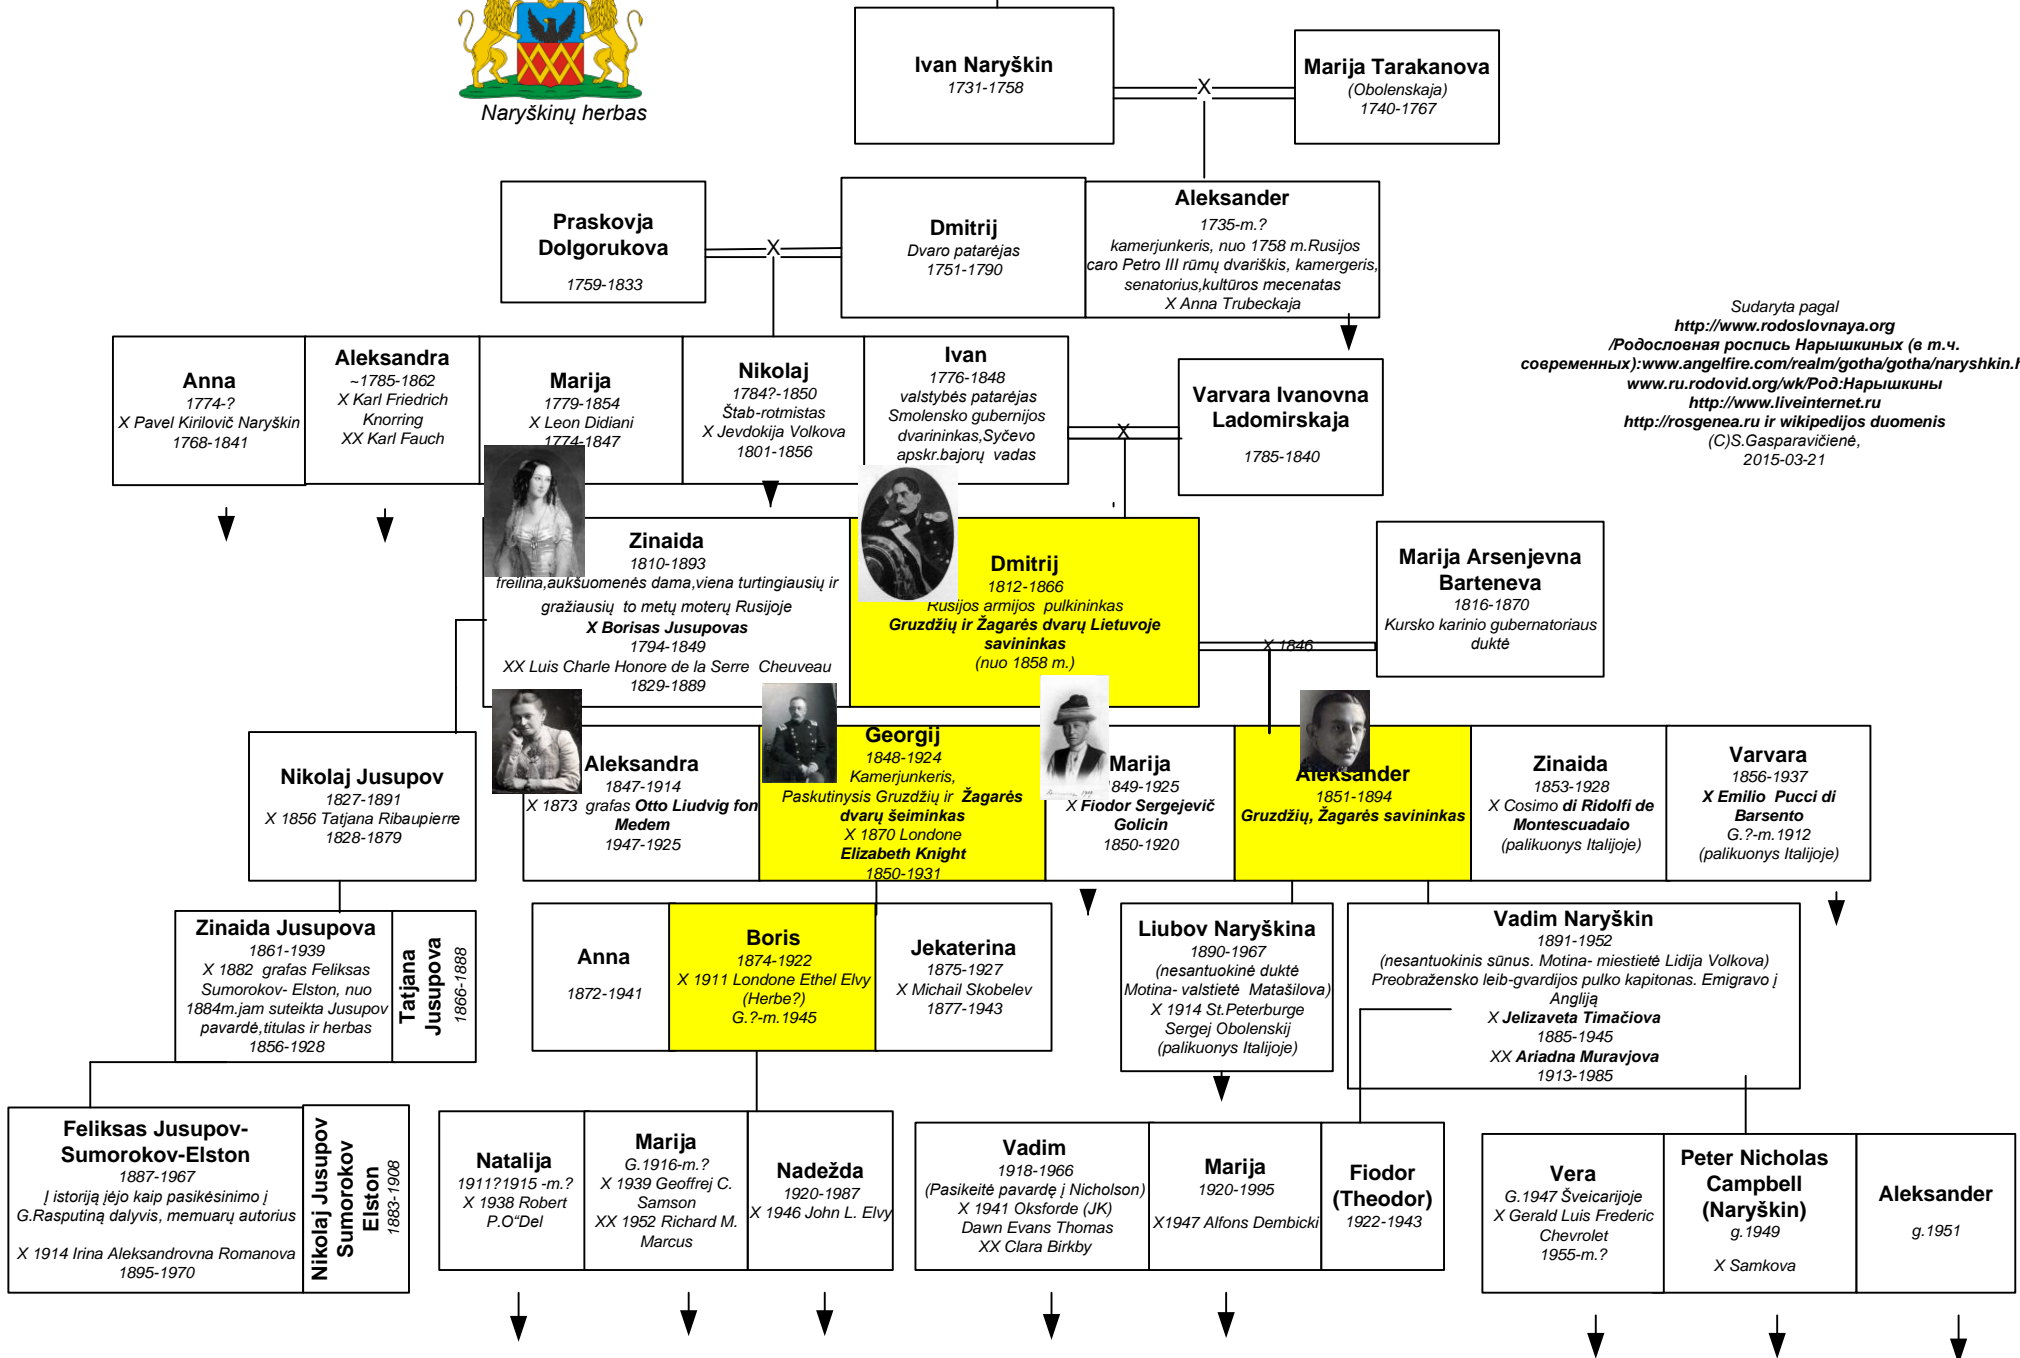 Naryškinų herbas
Ivan Naryškin
1731-1758
Marija Tarakanova
(Obolenskaja)
1740-1767
X
Praskovja
Dolgorukova
1759-1833
X
Dmitrij
Dvaro patarėjas
1751-1790
Aleksander
1735-m.?
kamerjunkeris, nuo 1758 m.Rusijos
caro Petro III rūmų dvariškis, kamergeris,
senatorius,kultūros mecenatas
X Anna Trubeckaja
Sudaryta pagal
http://www.rodoslovnaya.org
/Родословная роспись Нарышкиных (в т.ч.
современных):www.angelfire.com/realm/gotha/gotha/naryshkin.h
www.ru.rodovid.org/wk/Род:Нарышкины
http://www.liveinternet.ru
http://rosgenea.ru ir wikipedijos duomenis
(C)S.Gasparavičienė,
2015-03-21
Anna
1774-?
X Pavel Kirilovič Naryškin
1768-1841
Aleksandra
~1785-1862
X Karl Friedrich
Knorring
XX Karl Fauch
Marija
1779-1854
X Leon Didiani
1774-1847
Nikolaj
1784?-1850
Štab-rotmistas
X Jevdokija Volkova
1801-1856
Ivan
1776-1848
valstybės patarėjas
Smolensko gubernijos
dvarininkas,Syčevo
apskr.bajorų vadas
X
Varvara Ivanovna
Ladomirskaja
1785-1840
Zinaida
1810-1893
freilina,aukšuomenės dama,viena turtingiausių ir
gražiausių to metų moterų Rusijoje
X Borisas Jusupovas
1794-1849
XX Luis Charle Honore de la Serre Cheuveau
1829-1889
Dmitrij
1812-1866
Rusijos armijos pulkininkas
Gruzdžių ir Žagarės dvarų Lietuvoje
savininkas
(nuo 1858 m.)
X 1846
Marija Arsenjevna
Barteneva
1816-1870
Kursko karinio gubernatoriaus
duktė
Nikolaj Jusupov
1827-1891
X 1856 Tatjana Ribaupierre
1828-1879
Aleksandra
1847-1914
X 1873 grafas Otto Liudvig fon
Medem
1947-1925
Georgij
1848-1924
Kamerjunkeris,
Paskutinysis Gruzdžių ir Žagarės
dvarų šeiminkas
X 1870 Londone
Elizabeth Knight
1850-1931
Marija
1849-1925
X Fiodor Sergejevič
Golicin
1850-1920
Aleksander
1851-1894
Gruzdžių, Žagarės savininkas
Zinaida
1853-1928
X Cosimo di Ridolfi de
Montescuadaio
(palikuonys Italijoje)
Varvara
1856-1937
X Emilio Pucci di
Barsento
G.?-m.1912
(palikuonys Italijoje)
Zinaida Jusupova
1861-1939
X 1882 grafas Feliksas
Sumorokov- Elston, nuo
1884m.jam suteikta Jusupov
pavardė,titulas ir herbas
1856-1928
Tatjana
Jusupova
1866-1888
Anna
1872-1941
Boris
1874-1922
X 1911 Londone Ethel Elvy
(Herbe?)
G.?-m.1945
Jekaterina
1875-1927
X Michail Skobelev
1877-1943
Liubov Naryškina
1890-1967
(nesantuokinė duktė
Motina- valstietė Matašilova)
X 1914 St.Peterburge
Sergej Obolenskij
(palikuonys Italijoje)
Vadim Naryškin
1891-1952
(nesantuokinis sūnus. Motina- miestietė Lidija Volkova)
Preobražensko leib-gvardijos pulko kapitonas. Emigravo į
Angliją
X Jelizaveta Timačiova
1885-1945
XX Ariadna Muravjova
1913-1985
Feliksas Jusupov-
Sumorokov-Elston
1887-1967
Į istoriją įėjo kaip pasikėsinimo į
G.Rasputiną dalyvis, memuarų autorius
X 1914 Irina Aleksandrovna Romanova
1895-1970
Nikolaj Jusupov
Sumorokov
Elston
1883-1908
Natalija
1911?1915 -m.?
X 1938 Robert
P.O“Del
Marija
G.1916-m.?
X 1939 Geoffrej C.
Samson
XX 1952 Richard M.
Marcus
Nadežda
1920-1987
X 1946 John L. Elvy
Vadim
1918-1966
(Pasikeitė pavardę į Nicholson)
X 1941 Oksforde (JK)
Dawn Evans Thomas
XX Clara Birkby
Marija
1920-1995
X1947 Alfons Dembicki
Fiodor
(Theodor)
1922-1943
Vera
G.1947 Šveicarijoje
X Gerald Luis Frederic
Chevrolet
1955-m.?
Peter Nicholas
Campbell
(Naryškin)
g.1949
X Samkova
Aleksander
g.1951